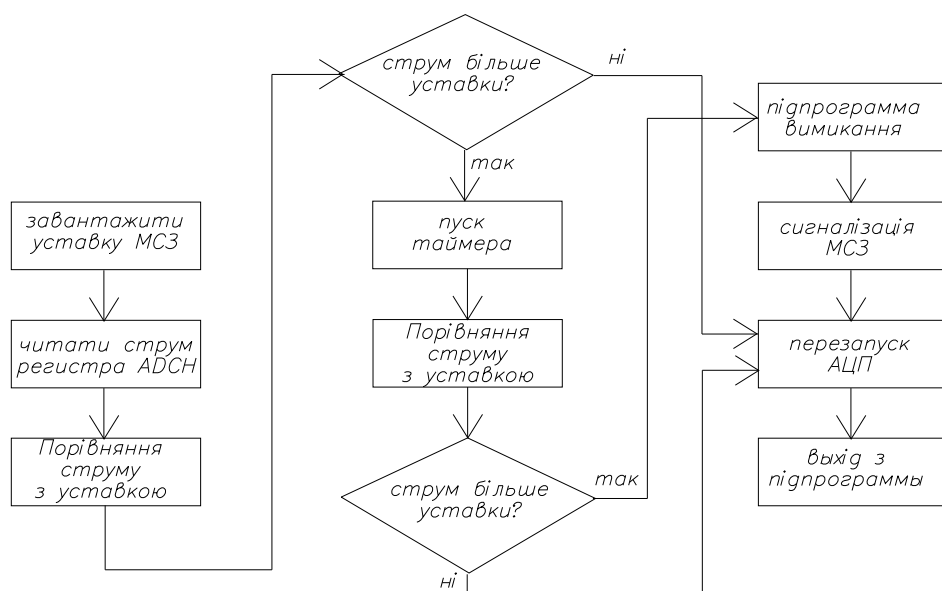 завантажити
уставку МСЗ
читати струм
регистра ADCH
Порівняння
струму
з уставкою
струм більше
уставки?
ні
так
пуск
таймера
Порівняння
струму
з уставкою
струм більше
уставки?
так
ні
підпрограмма
вимикання
сигналізація
МСЗ
перезапуск
АЦП
выхід з
підпрограммы